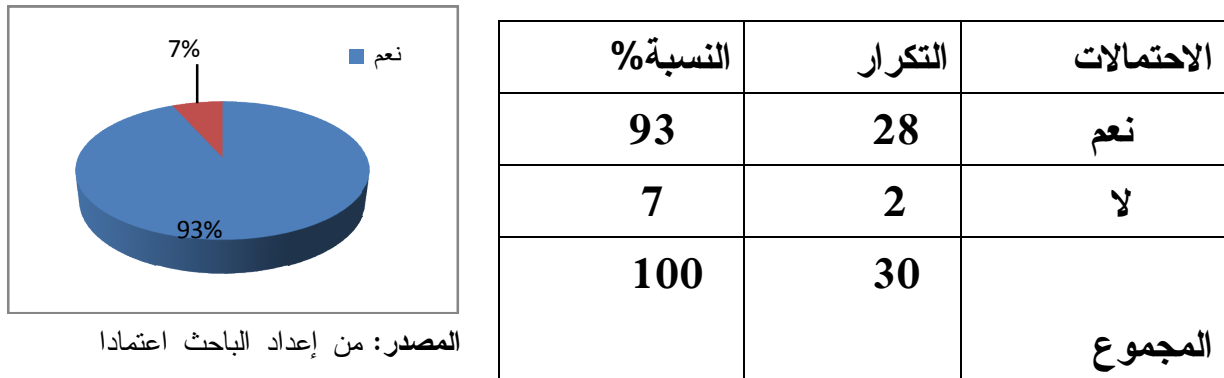 الاحتمالات التكرار النسبة%
نعم 28 93
لا 2 7
المجموع 30 100
7%
نعم
93%
المصدر: من إعداد الباحث اعتمادا